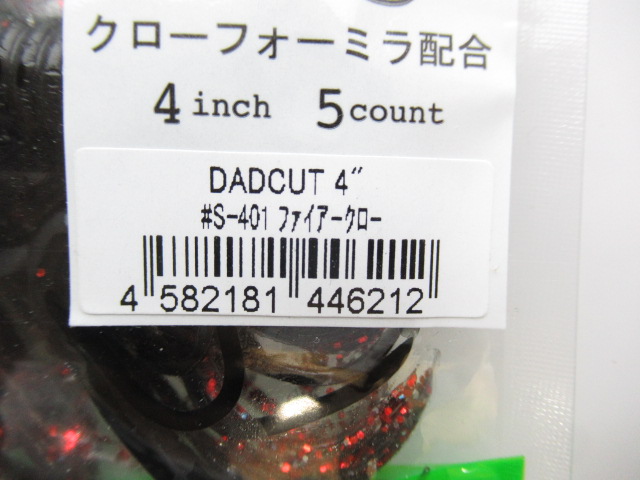 クローフォーミラ配合
4 inch 5 count
DADCUT 4″
#S-401 ファイアークロー
4 582181 446212